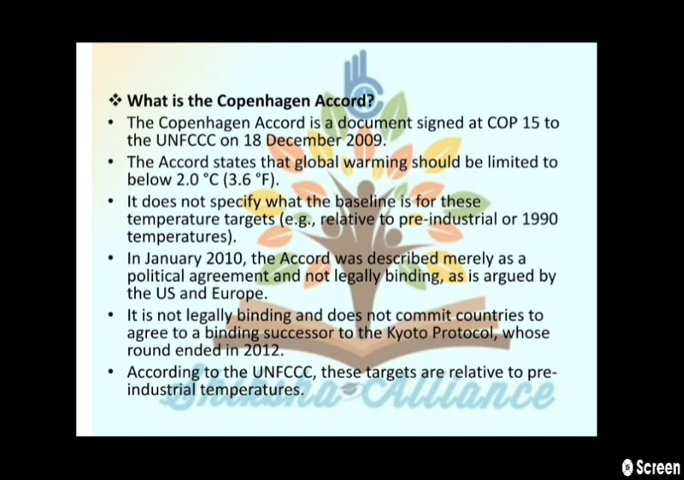 ❖ What is the Copenhagen Accord?
• The Copenhagen Accord is a document signed at COP 15 to
the UNFCCC on 18 December 2009.
• The Accord states that global warming should be limited to
below 2.0 °C (3.6 °F).
• It does not specify what the baseline is for these
temperature targets (e.g., relative to pre-industrial or 1990
temperatures).
• In January 2010, the Accord was described merely as a
political agreement and not legally binding, as is argued by
the US and Europe.
• It is not legally binding and does not commit countries to
agree to a binding successor to the Kyoto Protocol, whose
round ended in 2012.
• According to the UNFCCC, these targets are relative to pre-
industrial temperatures.
Shiksha Alliance
Screen